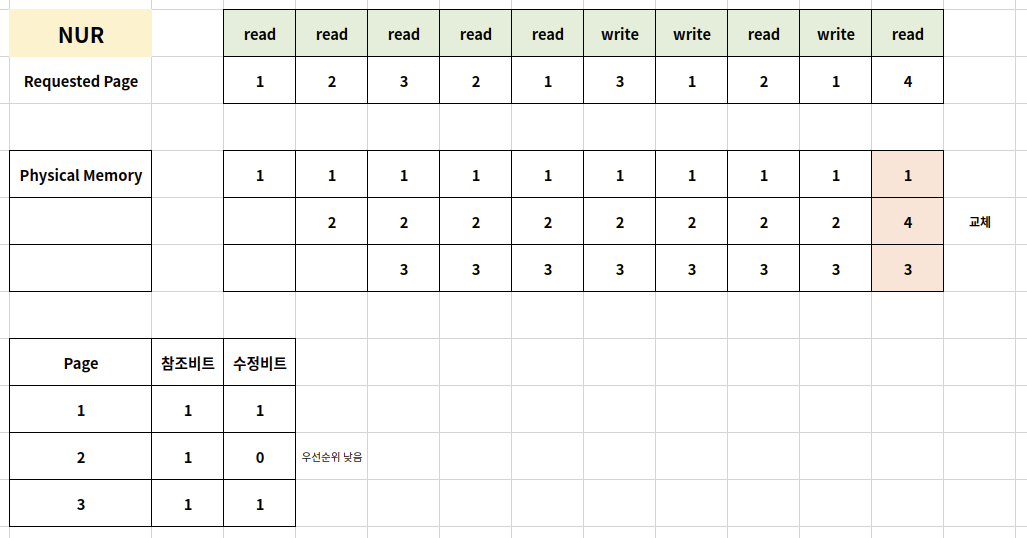 NUR read read read read read write write read write read
Requested Page 1 2 3 2 1 3 1 2 1 4
Physical Memory 1 1 1 1 1 1 1 1 1 1
2 2 2 2 2 2 2 2 4 교체
3 3 3 3 3 3 3 3
Page 참조비트 수정비트
1 1 1
2 1 0 우선순위 낮음
3 1 1